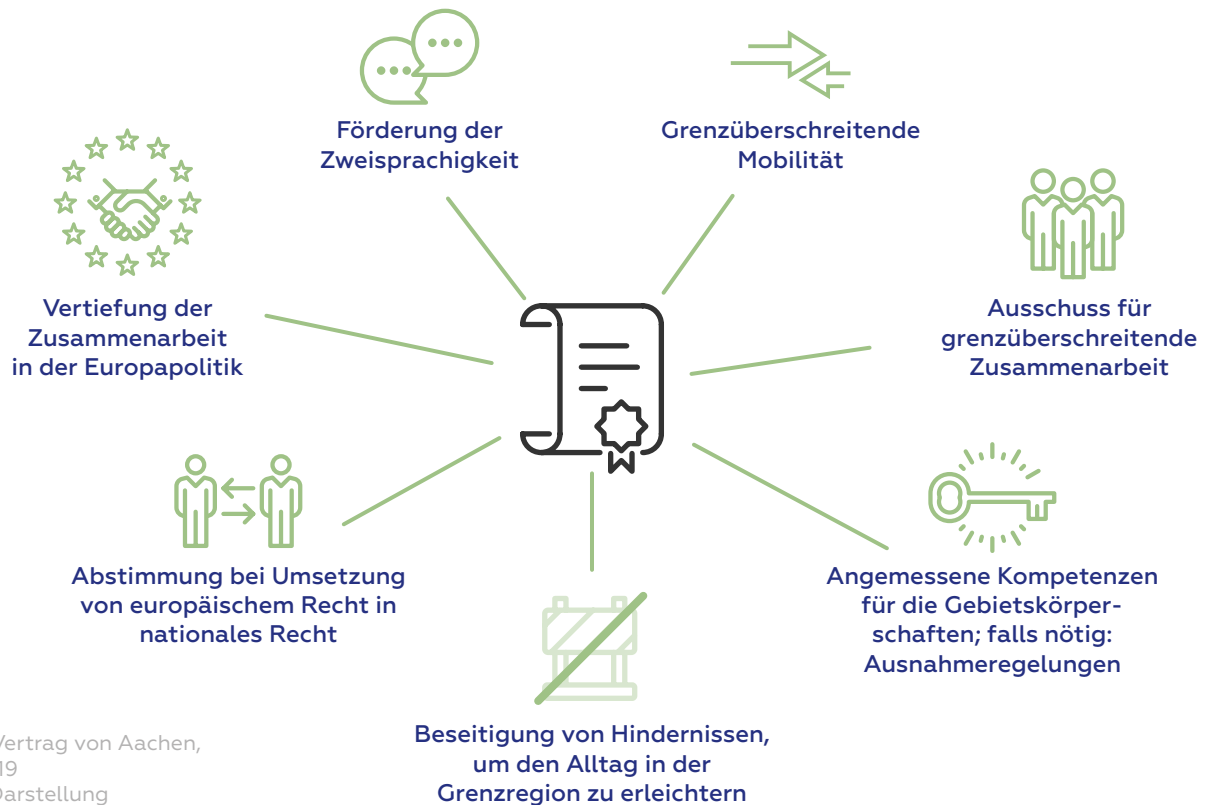 Förderung der
Zweisprachigkeit
Grenzüberschreitende
Mobilität
Vertiefung der
Zusammenarbeit
in der Europapolitik
Ausschuss für
grenzüberschreitende
Zusammenarbeit
Abstimmung bei Umsetzung
von europäischem Recht in
nationales Recht
Angemessene Kompetenzen
für die Gebietskörper-
schaften; falls nötig:
Ausnahmeregelungen
Beseitigung von Hindernissen,
um den Alltag in der
Grenzregion zu erleichtern
Vertrag von Aachen,
19
Darstellung